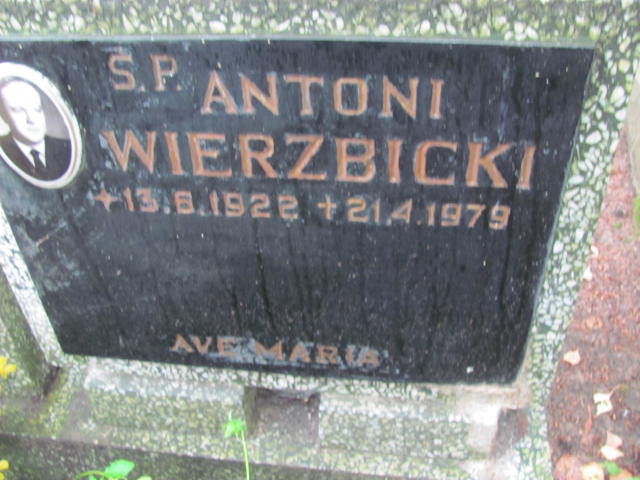 Ś.P. ANTONI
WIERZBICKI
*13.6.1922 +21.4.1979
AVE MARIA